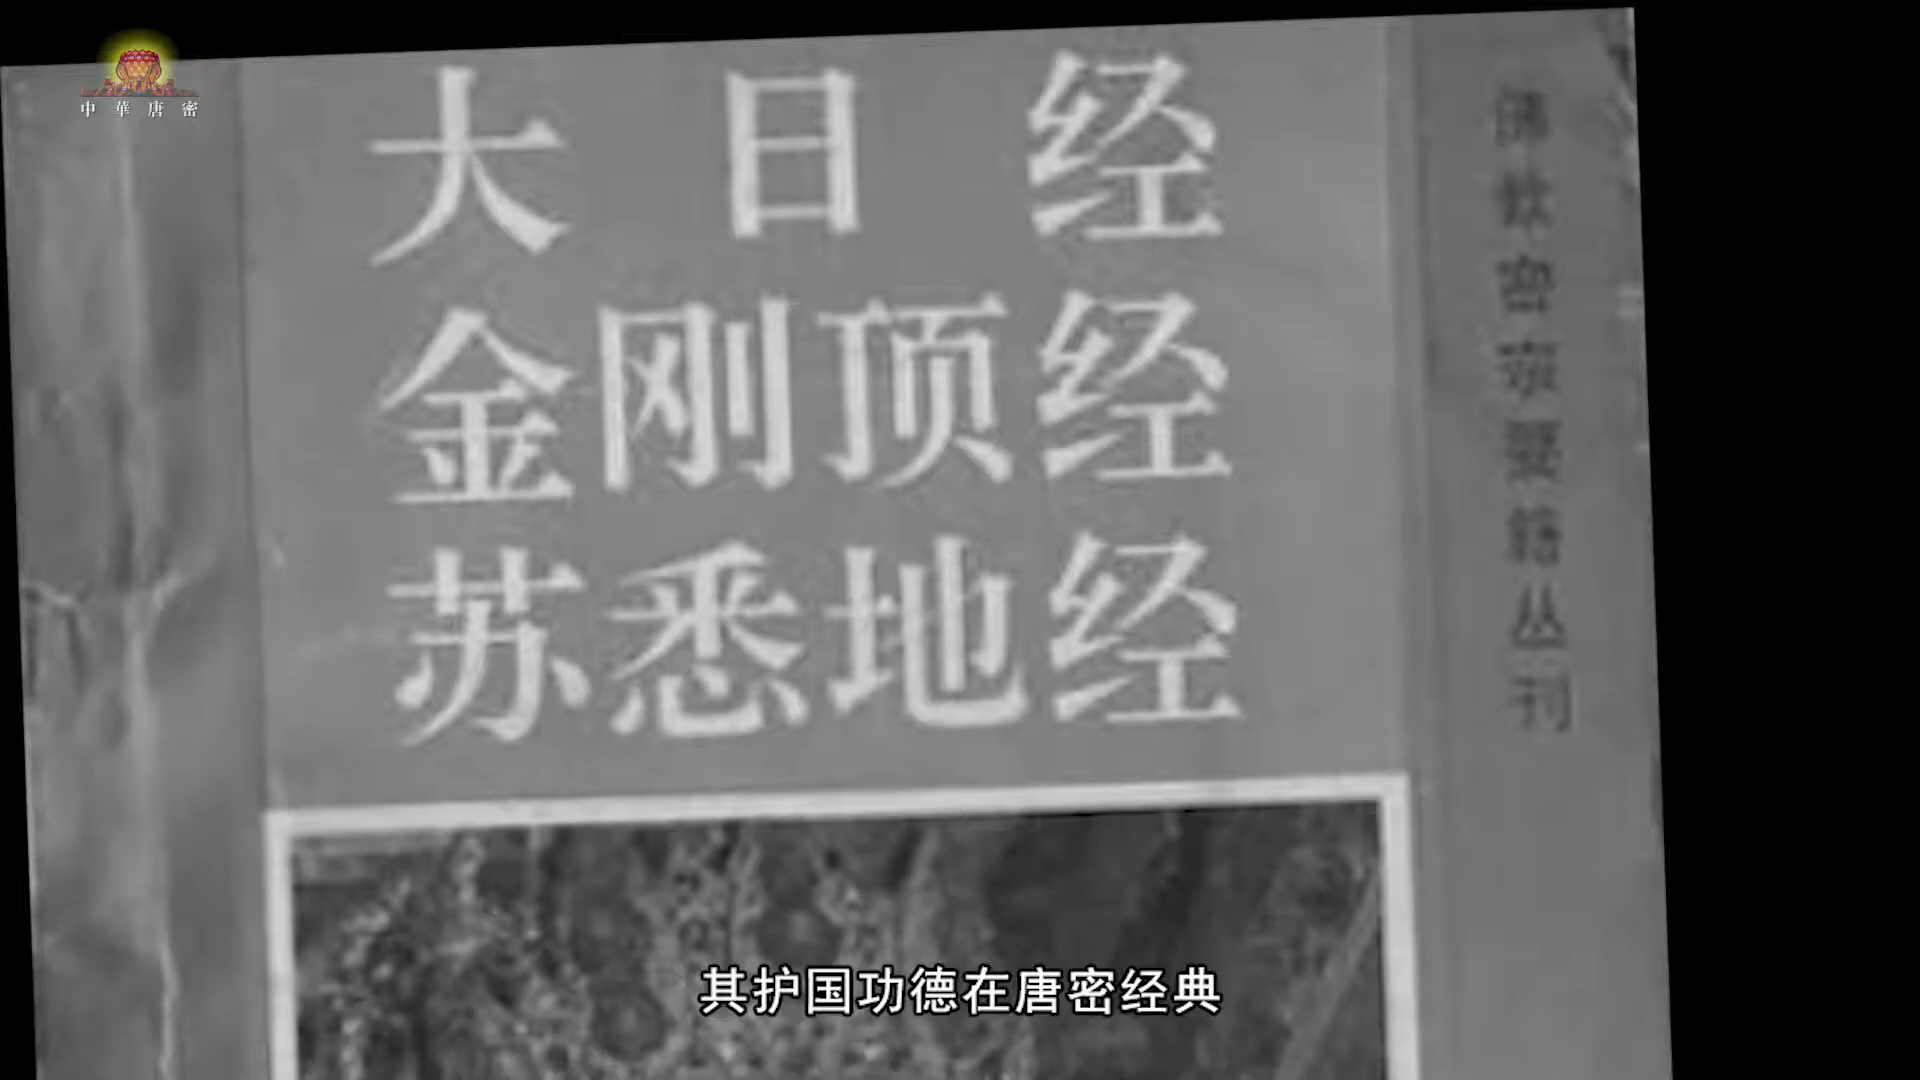 中華唐密
大日经
金刚顶经
苏悉地经
佛教密宗要籍丛刊
其护国功德在唐密经典